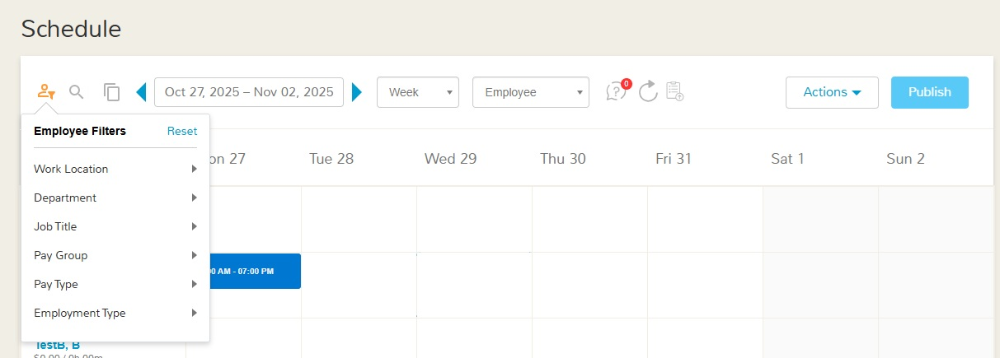 Schedule
Oct 27, 2025 – Nov 02, 2025
Week
Employee
?
0
Actions
Publish
Employee Filters
Reset
Work Location
Department
Job Title
Pay Group
Pay Type
Employment Type
on 27
Tue 28
Wed 29
Thu 30
Fri 31
Sat 1
Sun 2
00 AM - 07:00 PM
TestB, B
$0.00 / 0h 00m